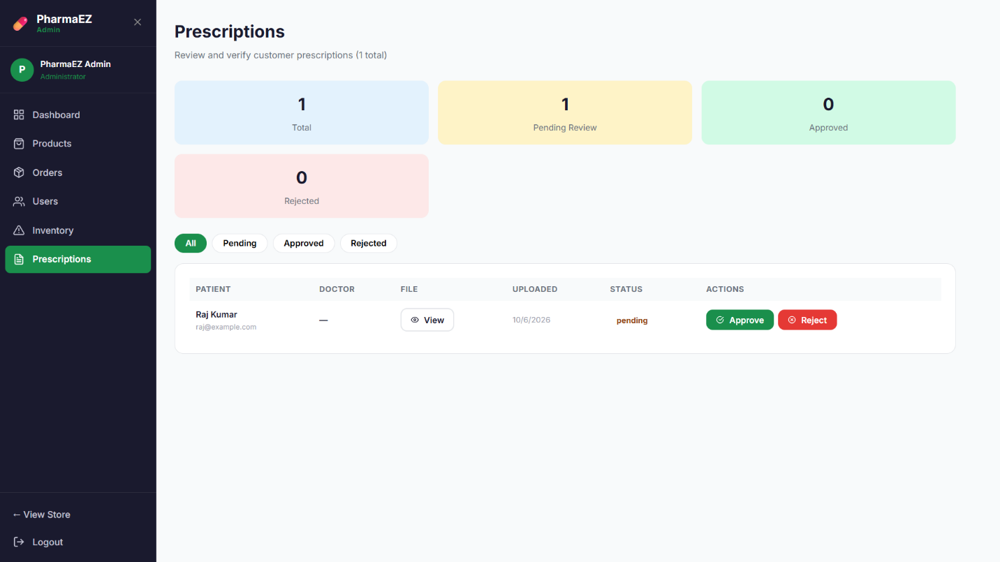 PharmaEZ
Admin
P
PharmaEZ Admin
Administrator
Dashboard
Products
Orders
Users
Inventory
Prescriptions
← View Store
Logout
Prescriptions
Review and verify customer prescriptions (1 total)
1
Total
1
Pending Review
0
Approved
0
Rejected
All Pending Approved Rejected
PATIENT DOCTOR FILE UPLOADED STATUS ACTIONS
Raj Kumar
raj@example.com
— View 10/6/2026 pending Approve Reject